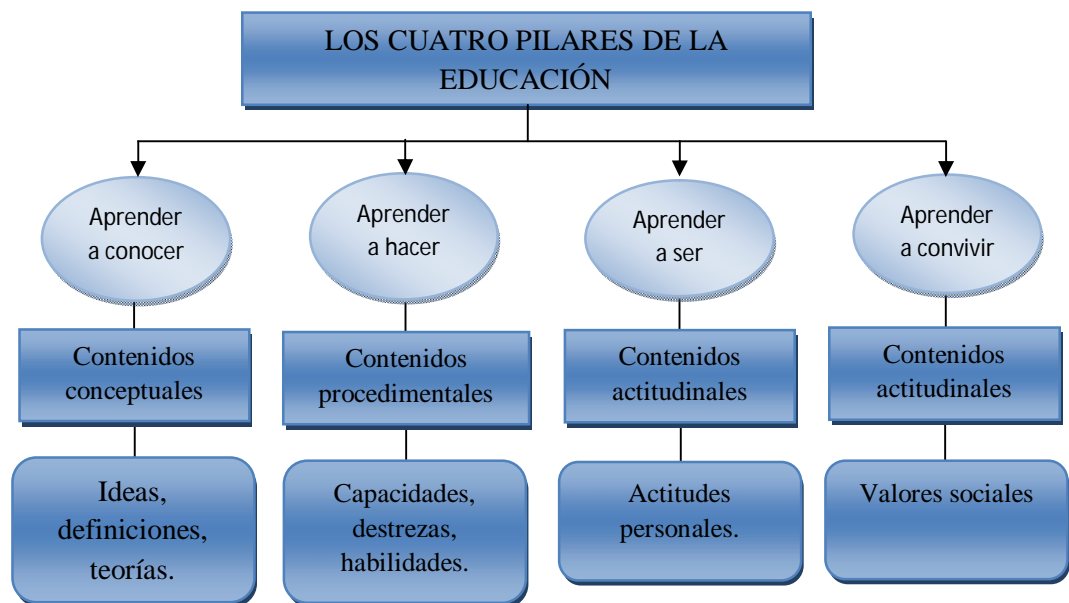 LOS CUATRO PILARES DE LA
EDUCACIÓN
Aprender
a conocer
Aprender
a hacer
Aprender
a ser
Aprender
a convivir
Contenidos
conceptuales
Contenidos
procedimentales
Contenidos
actitudinales
Contenidos
actitudinales
Ideas,
definiciones,
teorías.
Capacidades,
destrezas,
habilidades.
Actitudes
personales.
Valores sociales